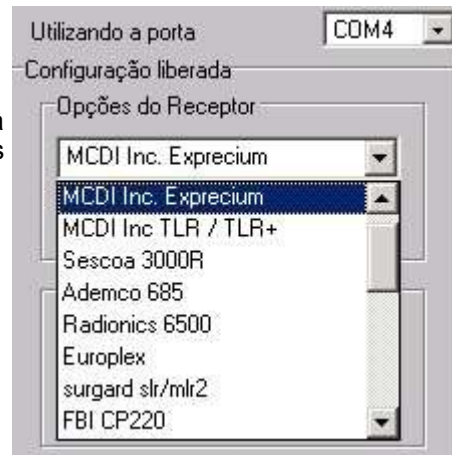 Utilizando a porta COM4
Configuração liberada
Opções do Receptor
MCDI Inc. Exprecium
MCDI Inc. Exprecium
MCDI Inc TLR / TLR+
Sescoa 3000R
Ademco 685
Radionics 6500
Europlex
surgard slr/mlr2
FBI CP220